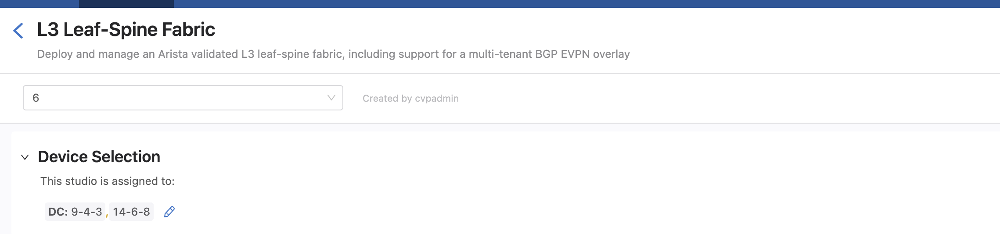 L3 Leaf-Spine Fabric
Deploy and manage an Arista validated L3 leaf-spine fabric, including support for a multi-tenant BGP EVPN overlay
6 Created by cvpadmin
Device Selection
This studio is assigned to:
DC: 9-4-3 , 14-6-8